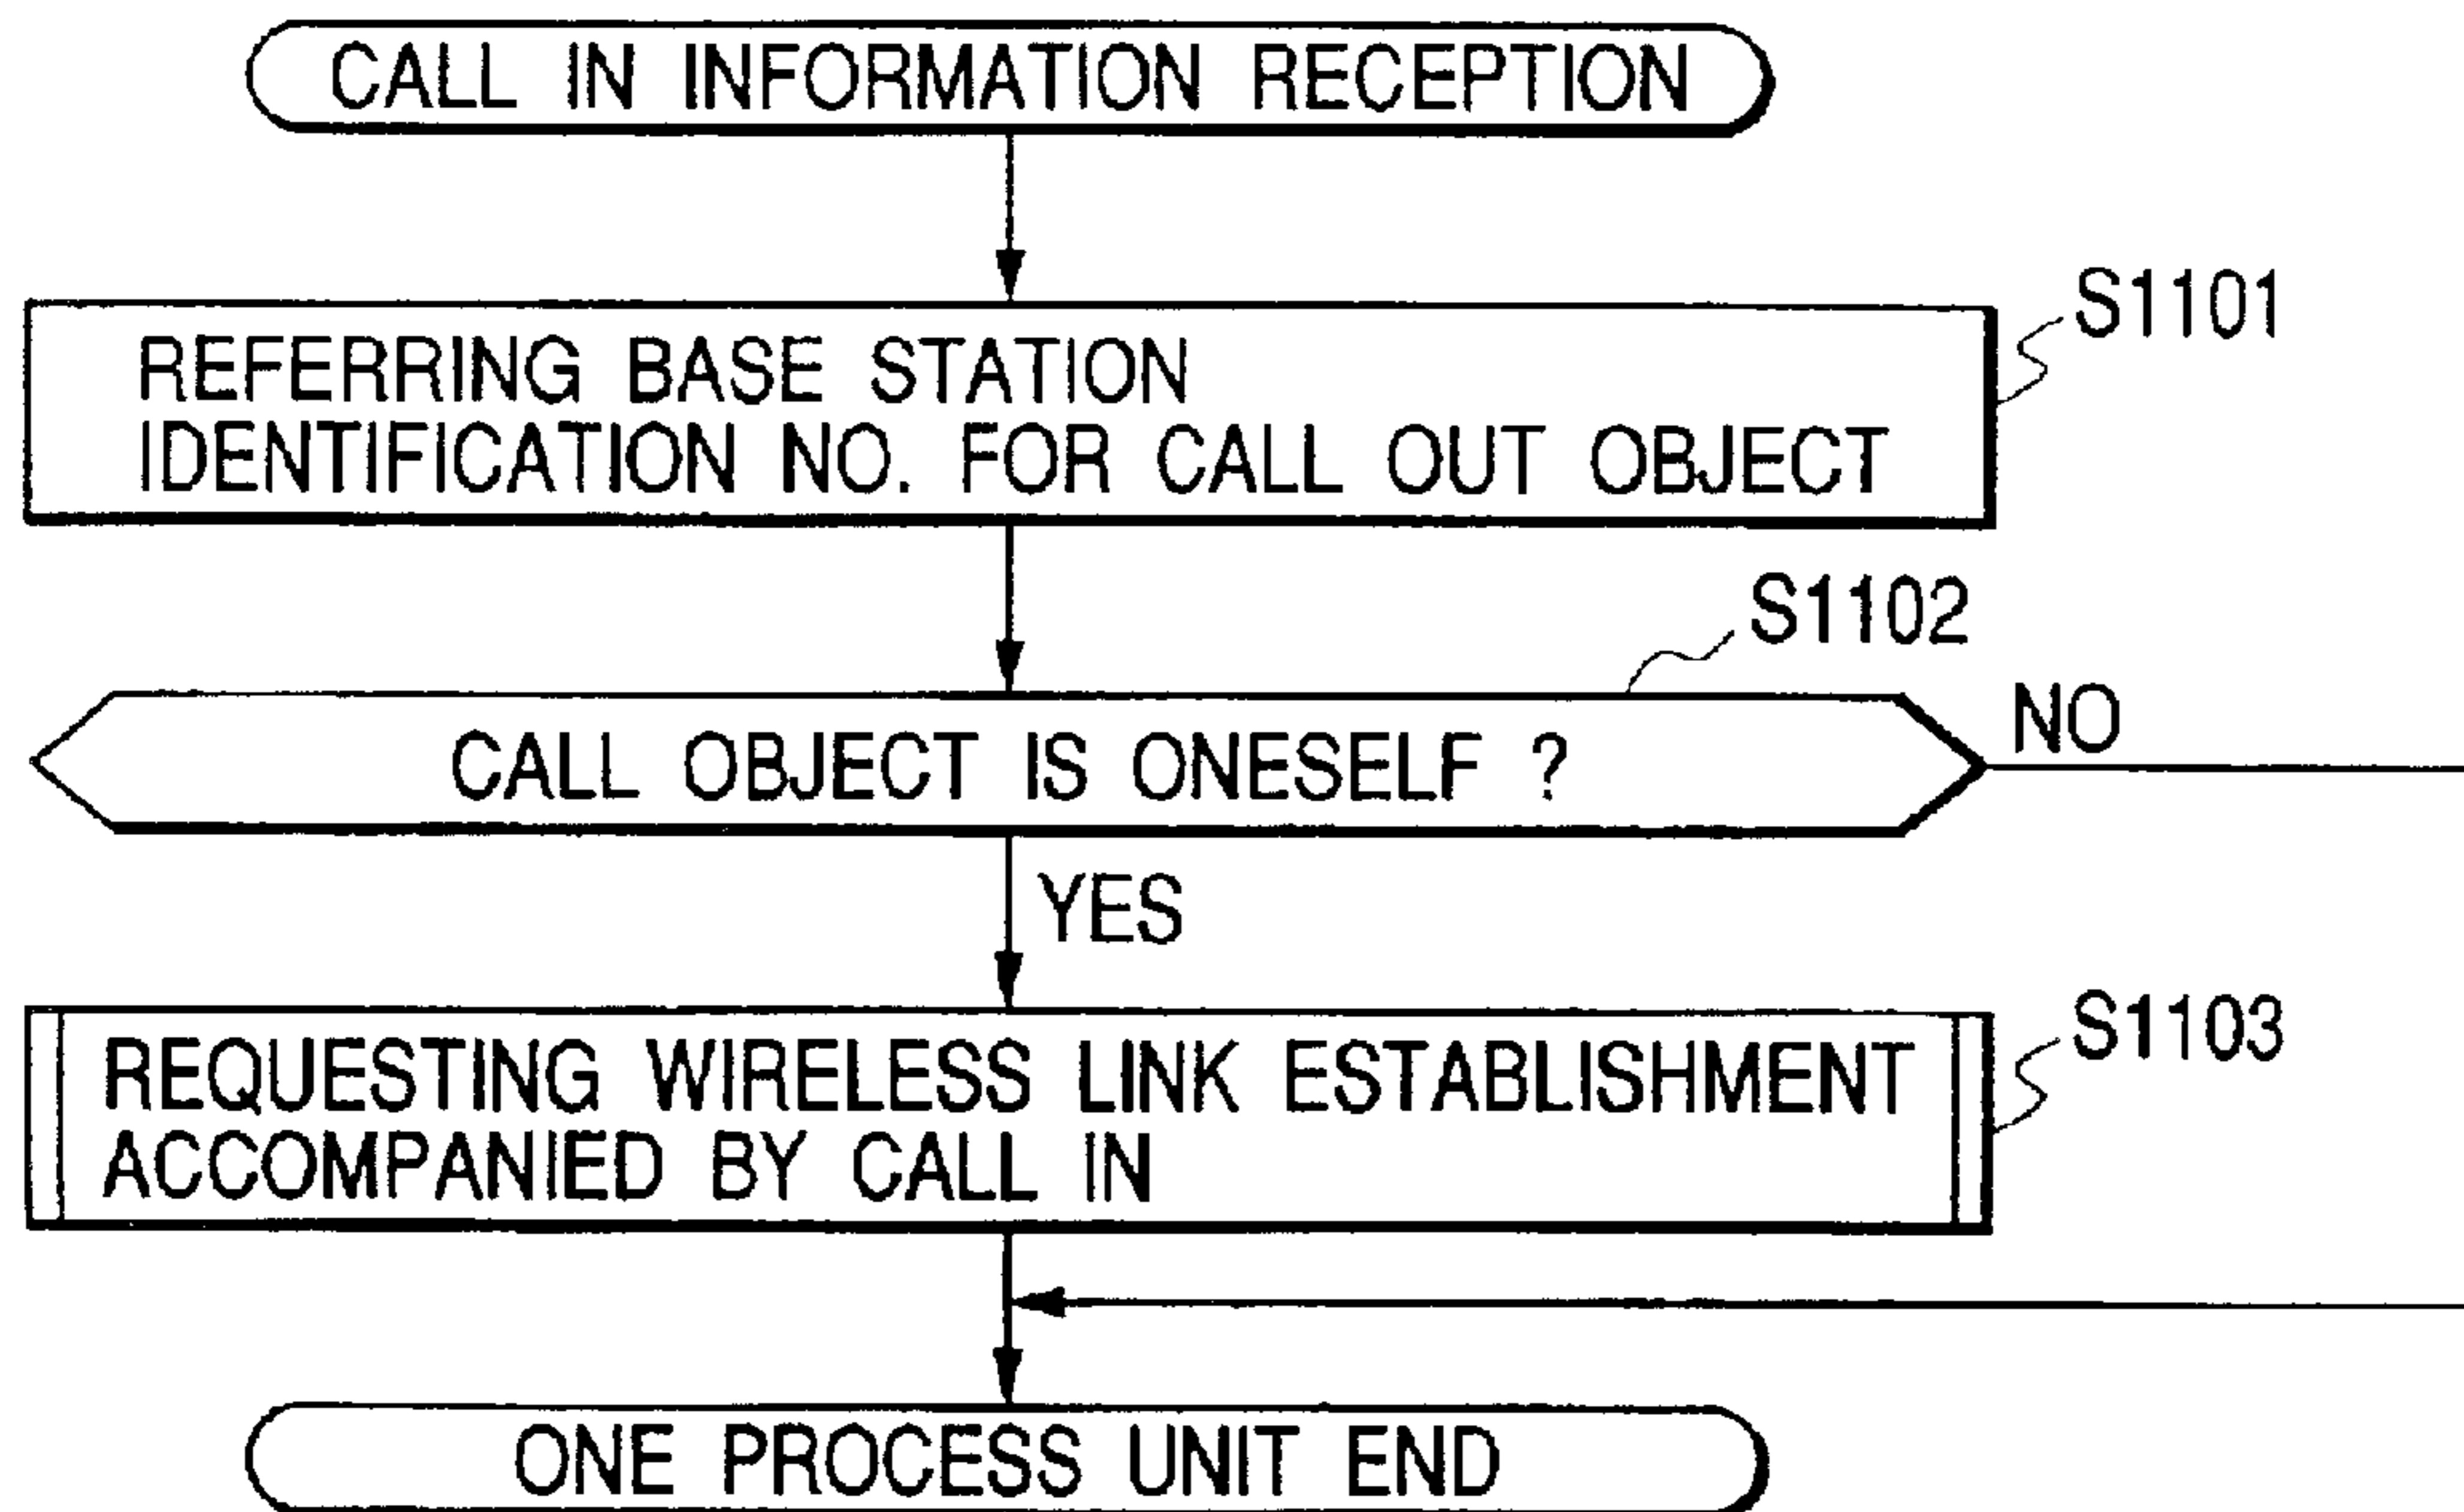 CALL IN INFORMATION RECEPTION
S1101
REFERRING BASE STATION
IDENTIFICATION NO. FOR CALL OUT OBJECT
S1102
NO
CALL OBJECT IS ONESELF ?
YES
S1103
REQUESTING WIRELESS LINK ESTABLISHMENT
ACCOMPANIED BY CALL IN
ONE PROCESS UNIT END